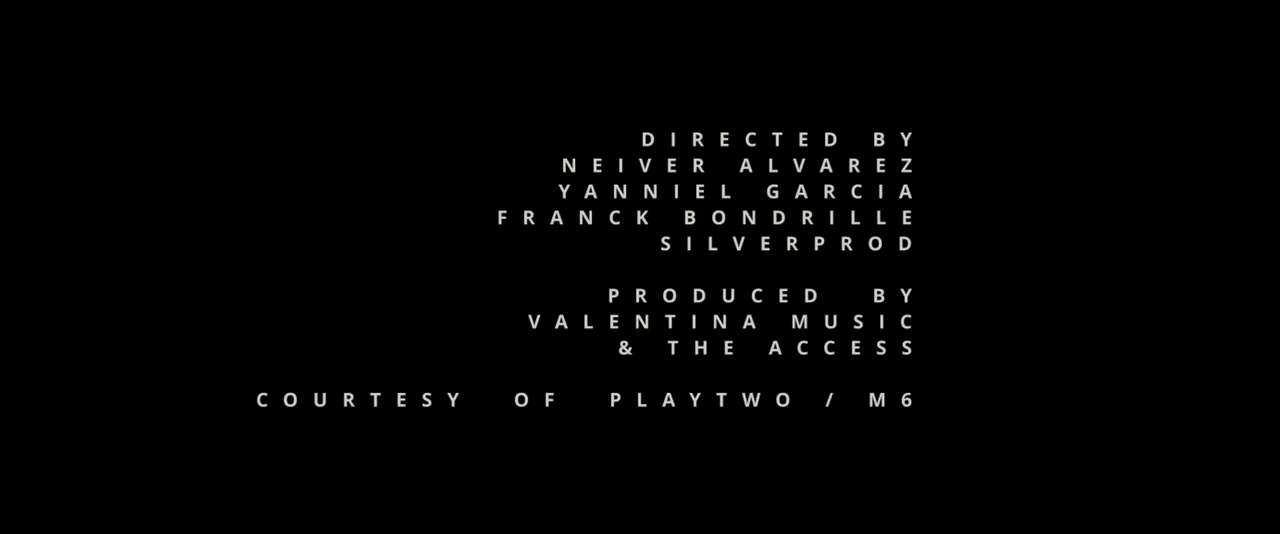 DIRECTED BY
NEIVER ALVAREZ
YANNIEL GARCIA
FRANCK BONDRILLE
SILVERPROD
PRODUCED BY
VALENTINA MUSIC
& THE ACCESS
COURTESY OF PLAYTWO / M6